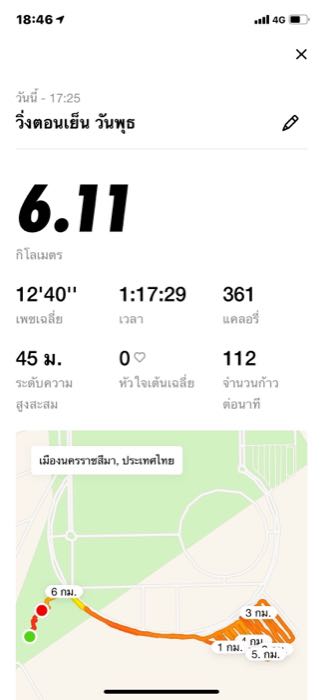 18:46
4G
วันนี้ - 17:25
วิ่งตอนเย็น วันพุธ
6.11
กิโลเมตร
12'40'' 1:17:29 361
เพซเฉลี่ย เวลา แคลอรี่
45 ม. 0 112
ระดับความสูงสะสม หัวใจเต้นเฉลี่ย จำนวนก้าวต่อนาที
เมืองนครราชสีมา, ประเทศไทย
6 กม.
3 กม.
1 กม.
5. กม.